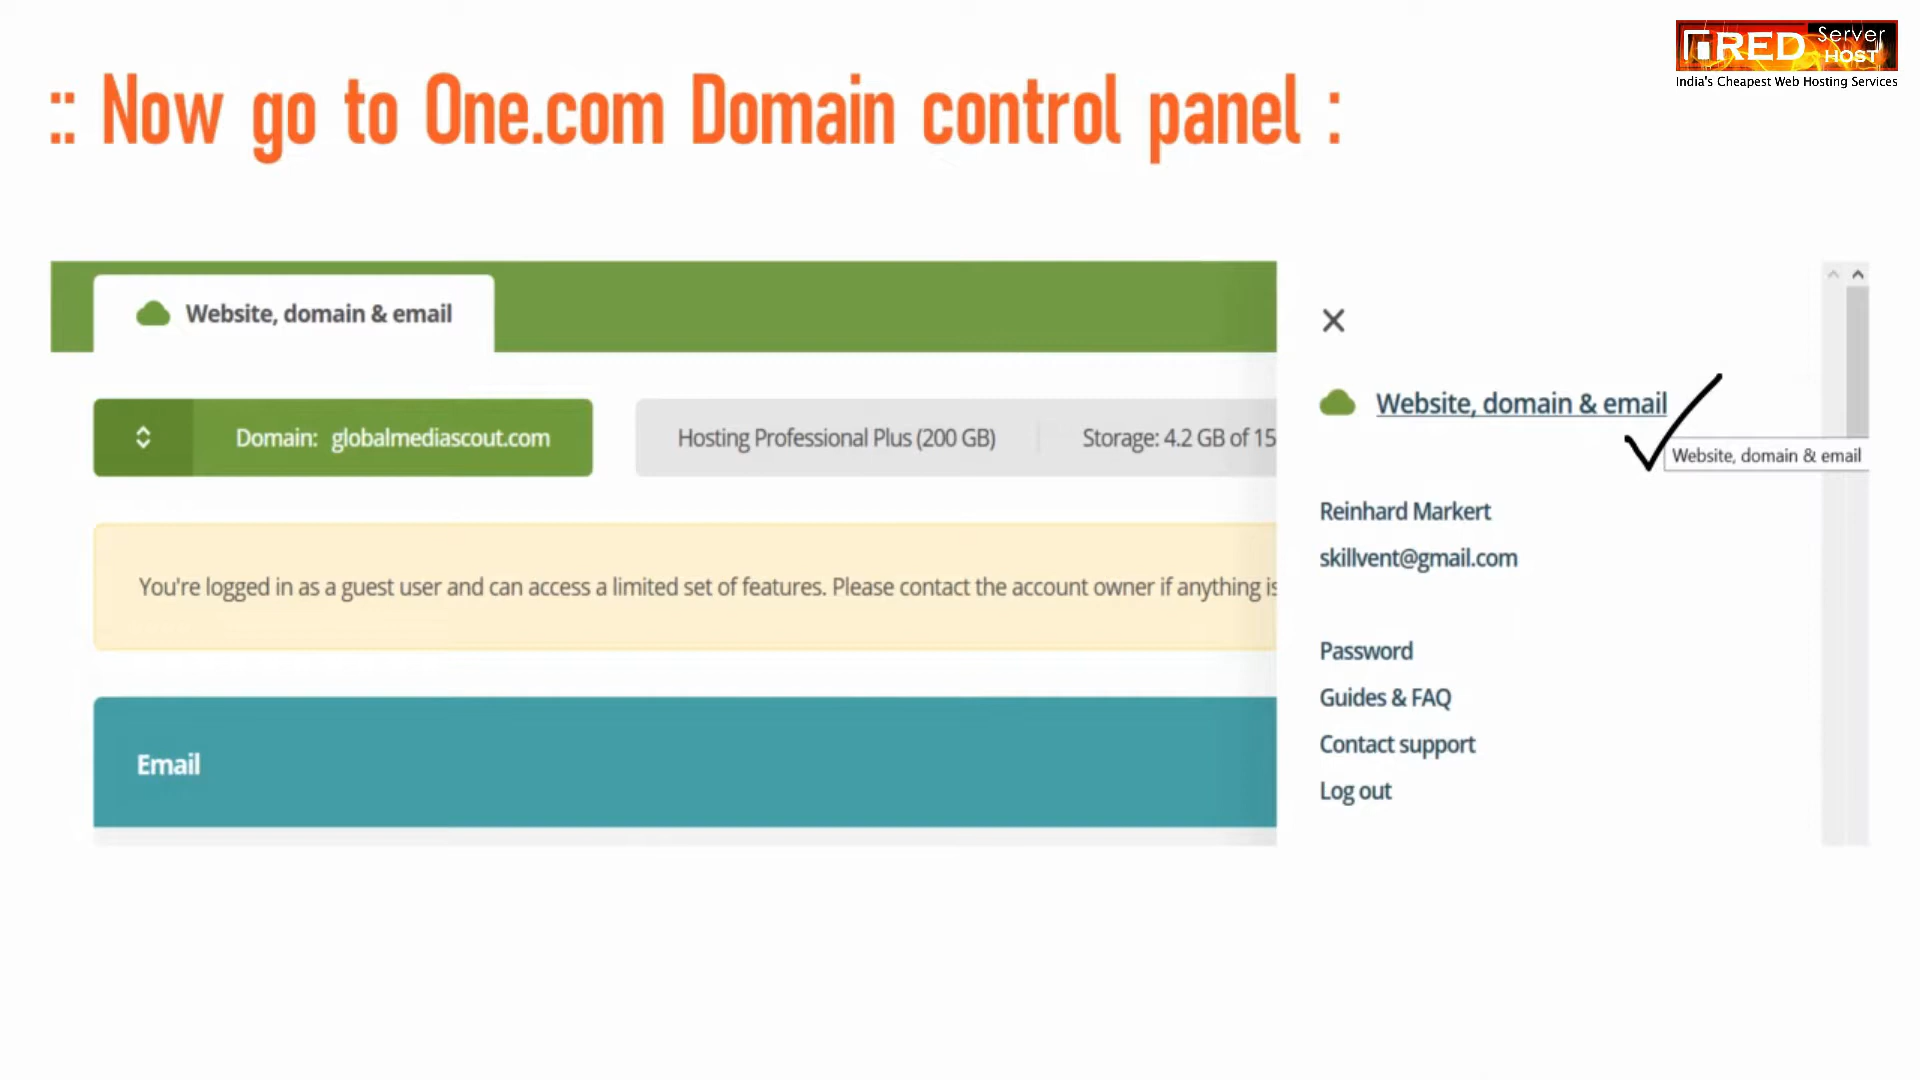 RED Server
HOST
India's Cheapest Web Hosting Services
:: Now go to One.com Domain control panel :
Website, domain & email
Website, domain & email
Domain: globalmediascout.com
Hosting Professional Plus (200 GB)
Storage: 4.2 GB of 15
Website, domain & email
Reinhard Markert
skillvent@gmail.com
You're logged in as a guest user and can access a limited set of features. Please contact the account owner if anything is
Password
Guides & FAQ
Contact support
Email
Log out